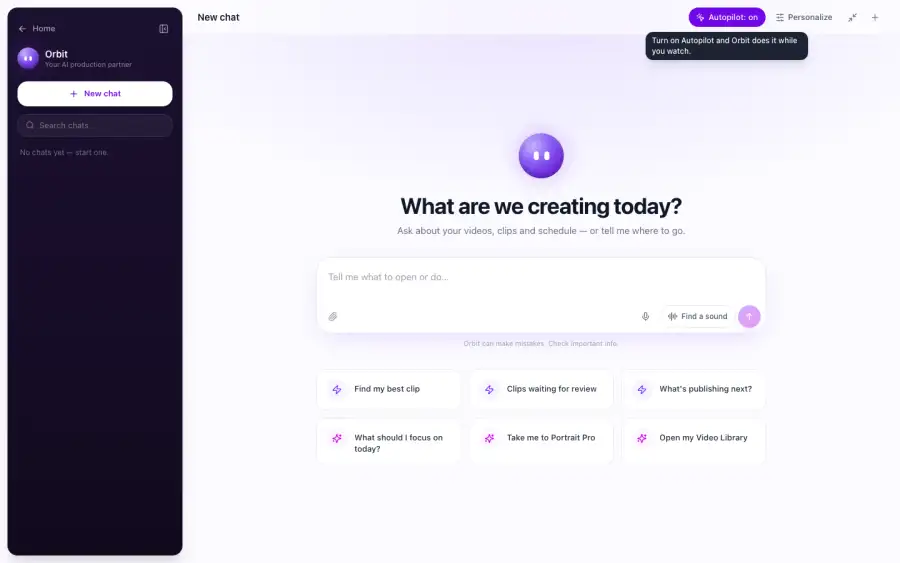 Home
Orbit
Your AI production partner
New chat
Search chats
No chats yet — start one.
New chat
Autopilot: on
Personalize
Turn on Autopilot and Orbit does it while
you watch.
What are we creating today?
Ask about your videos, clips and schedule — or tell me where to go.
Tell me what to open or do...
Find a sound
Orbit can make mistakes. Check important info.
Find my best clip
Clips waiting for review
What's publishing next?
What should I focus on
today?
Take me to Portrait Pro
Open my Video Library